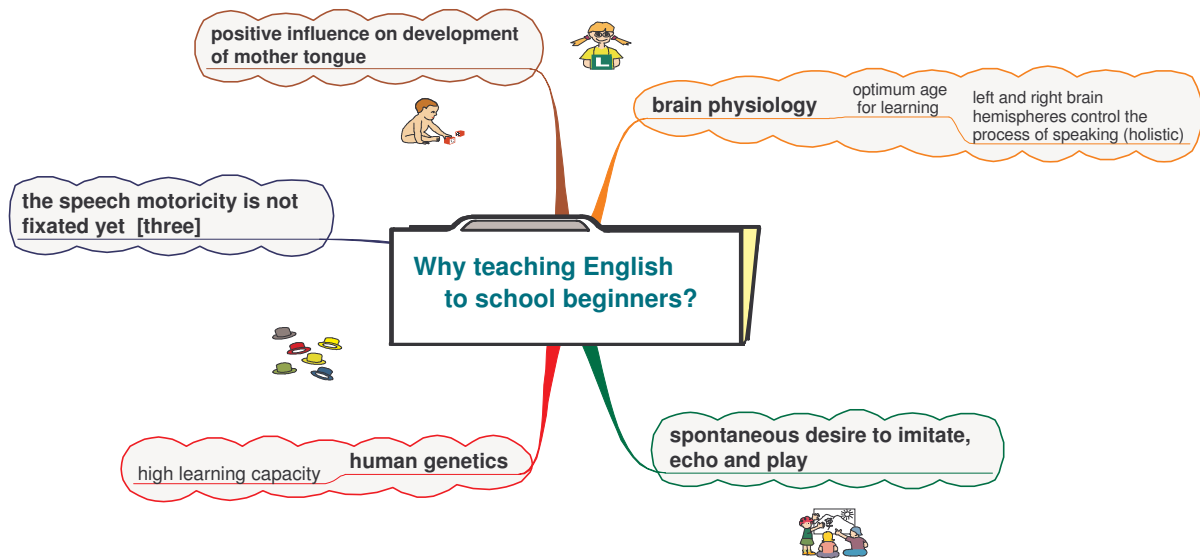 positive influence on development
of mother tongue
brain physiology
optimum age
for learning
left and right brain
hemispheres control the
process of speaking (holistic)
the speech motoricity is not
fixated yet [three]
Why teaching English
to school beginners?
high learning capacity
human genetics
spontaneous desire to imitate,
echo and play
L